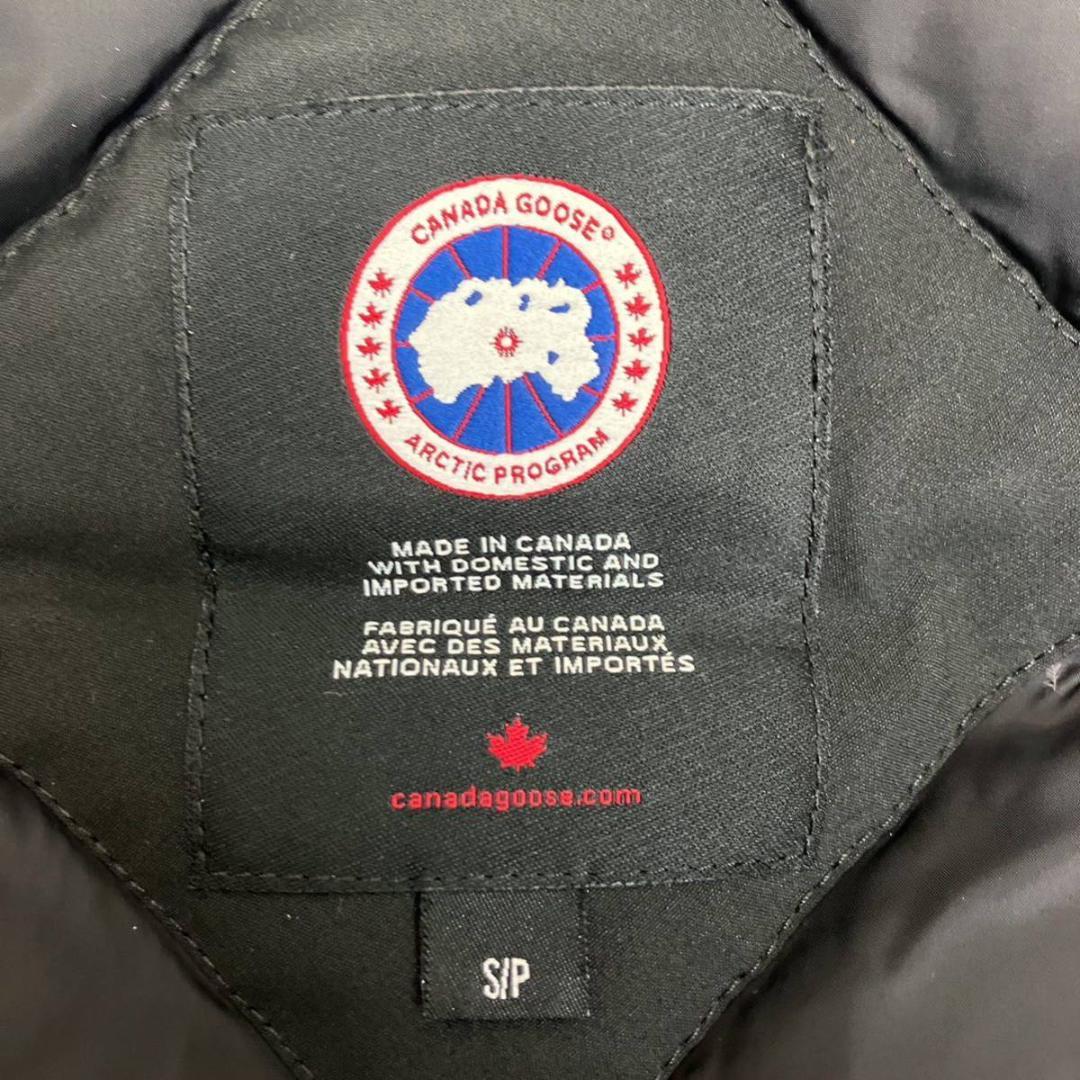 CANADA GOOSE®
ARCTIC PROGRAM
MADE IN CANADA
WITH DOMESTIC AND
IMPORTED MATERIALS
FABRIQUÉ AU CANADA
AVEC DES MATERIAUX
NATIONAUX ET IMPORTÉS
canadagoose.com
S/P